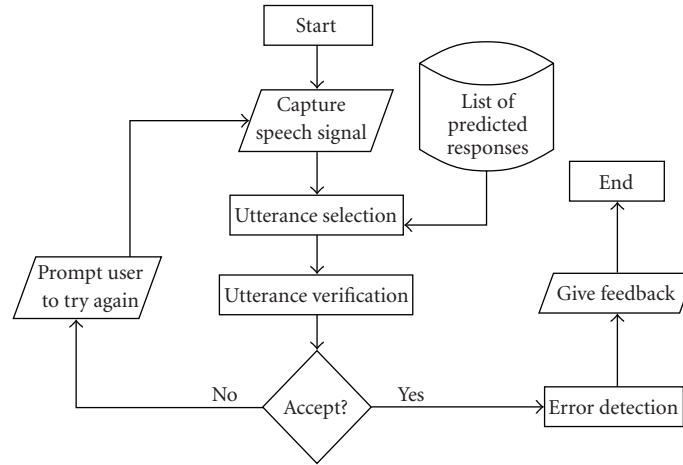 Start
Capture
speech signal
List of
predicted
responses
Utterance selection
End
Prompt user
to try again
Utterance verification
Give feedback
No
Accept?
Yes
Error detection